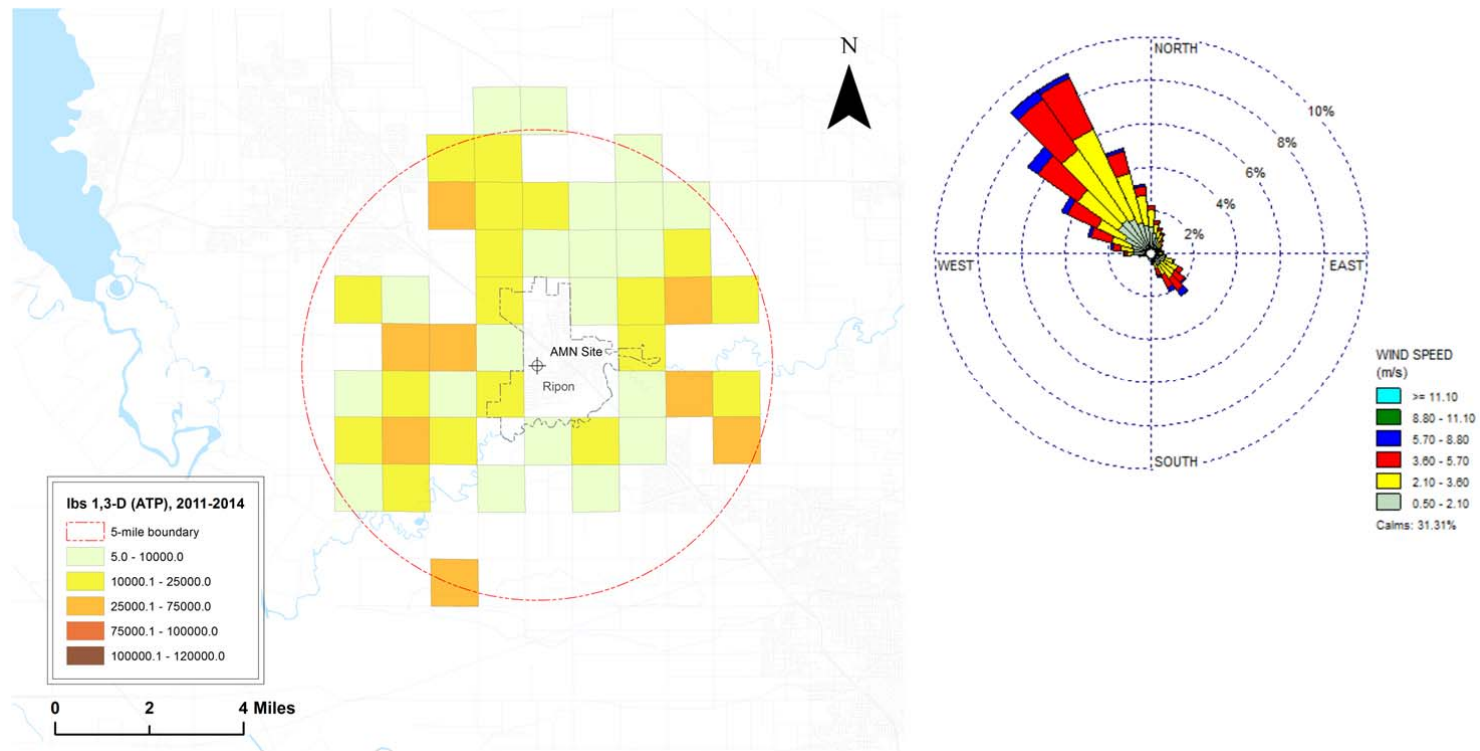 N
AMN Site
Ripon
lbs 1,3-D (ATP), 2011-2014
5-mile boundary
5.0 - 10000.0
10000.1 - 25000.0
25000.1 - 75000.0
75000.1 - 100000.0
100000.1 - 120000.0
0 2 4 Miles
NORTH
10%
8%
6%
4%
2%
WEST
EAST
SOUTH
WIND SPEED
(m/s)
>= 11.10
8.80 - 11.10
5.70 - 8.80
3.60 - 5.70
2.10 - 3.60
0.50 - 2.10
Calms: 31.31%